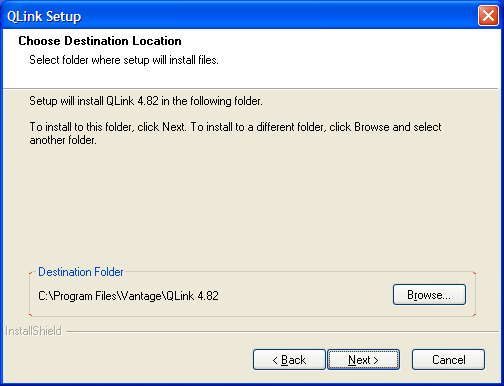 QLink Setup
Choose Destination Location
Select folder where setup will install files.
Setup will install QLink 4.82 in the following folder.
To install to this folder, click Next. To install to a different folder, click Browse and select
another folder.
Destination Folder
C:\Program Files\Vantage\QLink 4.82
Browse...
InstallShield
< Back
Next >
Cancel